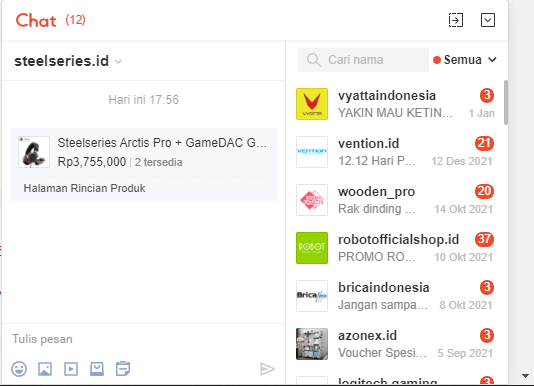 Chat (12)
steelseries.id
Hari ini 17:56
Steelseries Arctis Pro + GameDAC G...
Rp3,755,000 | 2 tersedia
Halaman Rincian Produk
Tulis pesan
Cari nama
Semua
vyattaindonesia 3
YAKIN MAU KETIN... 1 Jan
VYATTA
vention.id 21
12.12 Hari P... 12 Des 2021
VENTION
wooden_pro 20
Rak dinding ... 14 Okt 2021
robotofficialshop.id 37
PROMO RO... 10 Okt 2021
ROBOT
bricaindonesia 3
Jangan sampa... 8 Okt 2021
Brica
azonex.id 3
Voucher Spesi... 5 Sep 2021
logitech.gaming